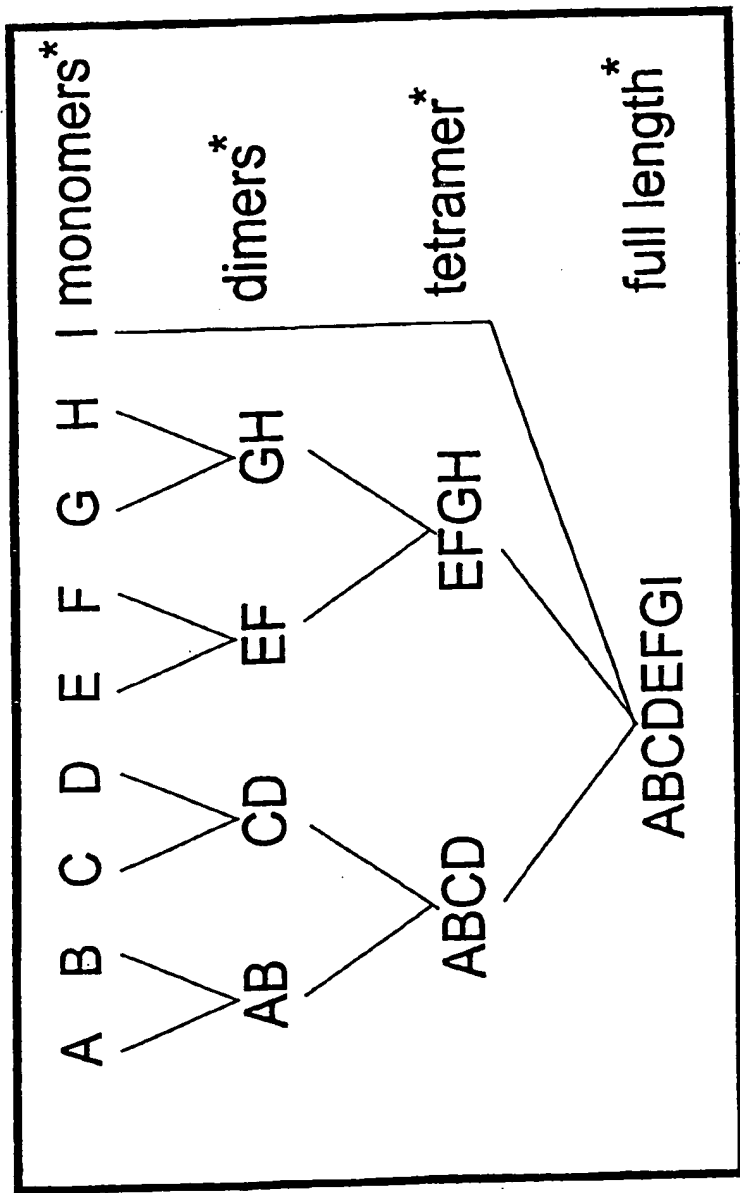 A B C D E F G H I monomers*
AB CD EF GH dimers*
ABCD EFGH tetramer*
ABCDEFGI full length*